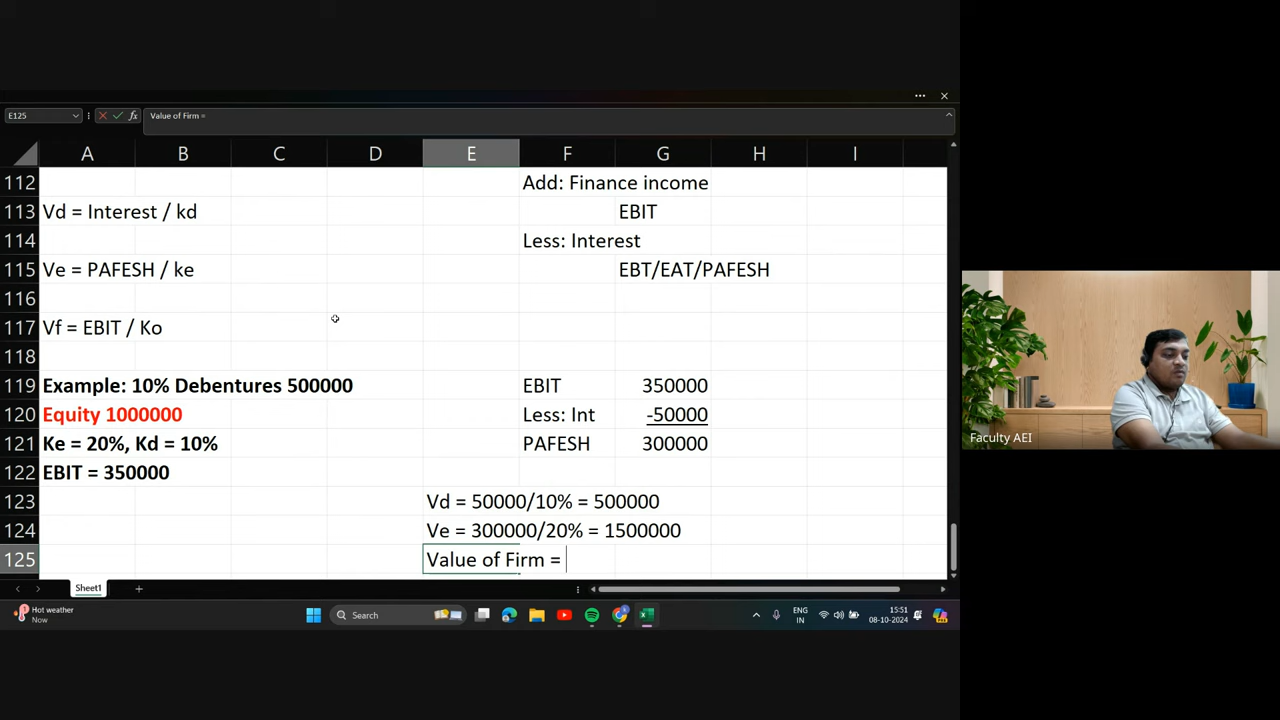 E125
fx
Value of Firm =
A B C D E F G H I
112 Add: Finance income
113 Vd = Interest / kd EBIT
114 Less: Interest
115 Ve = PAFESH / ke EBT/EAT/PAFESH
116
117 Vf = EBIT / Ko
118
119 Example: 10% Debentures 500000 EBIT 350000
120 Equity 1000000 Less: Int -50000
121 Ke = 20%, Kd = 10% PAFESH 300000
122 EBIT = 350000
123 Vd = 50000/10% = 500000
124 Ve = 300000/20% = 1500000
125 Value of Firm =
Sheet1
Hot weather
Now
Search
ENG
IN
15:51
08-10-2024
Faculty AEI